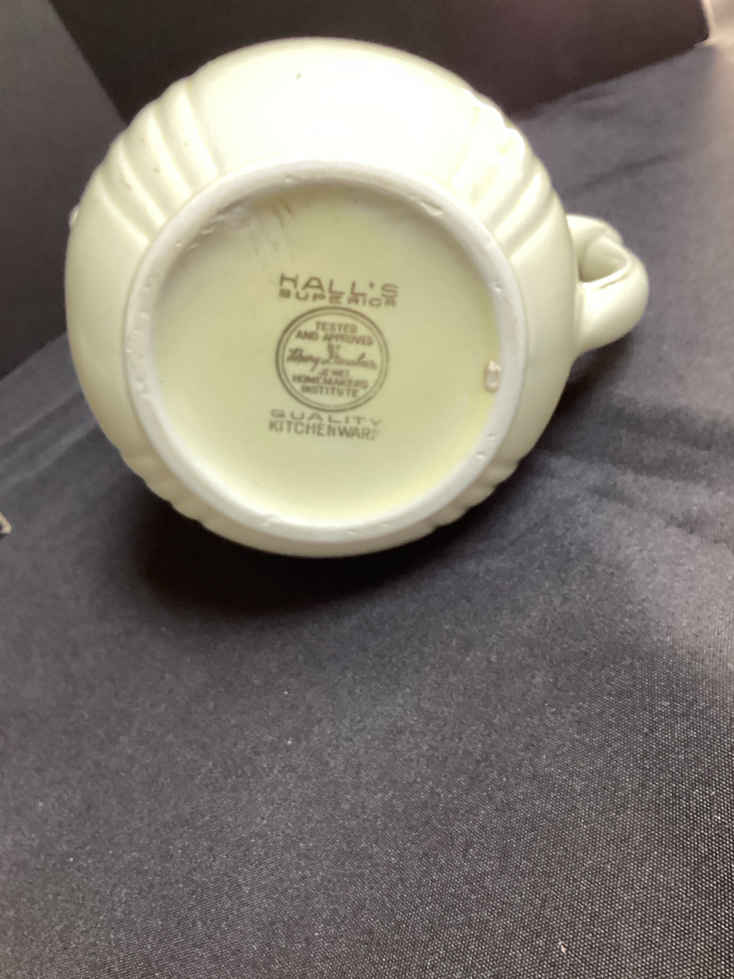 HALL'S
SUPERIOR
TESTED
AND APPROVED
BY
Mary Dunbar
JEWEL
HOMEMAKERS
INSTITUTE
QUALITY
KITCHENWARE